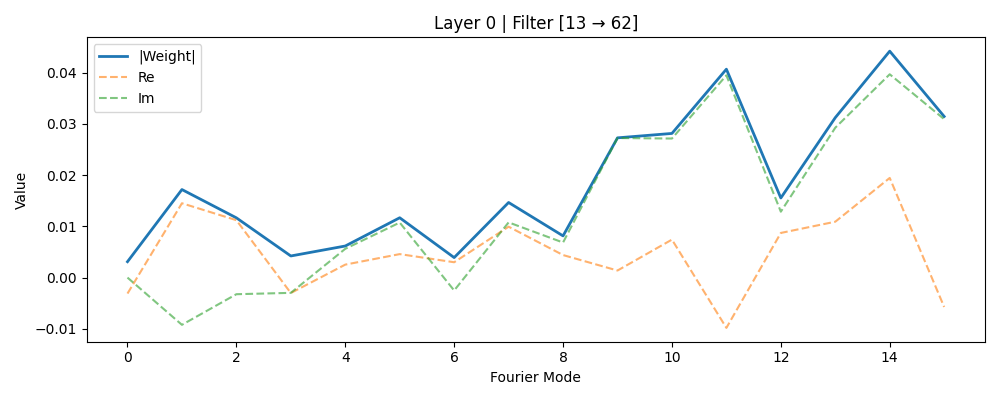 Layer 0 | Filter [13 → 62]
|Weight|
Re
Im
0.04
0.03
0.02
0.01
0.00
−0.01
Value
0 2 4 6 8 10 12 14
Fourier Mode